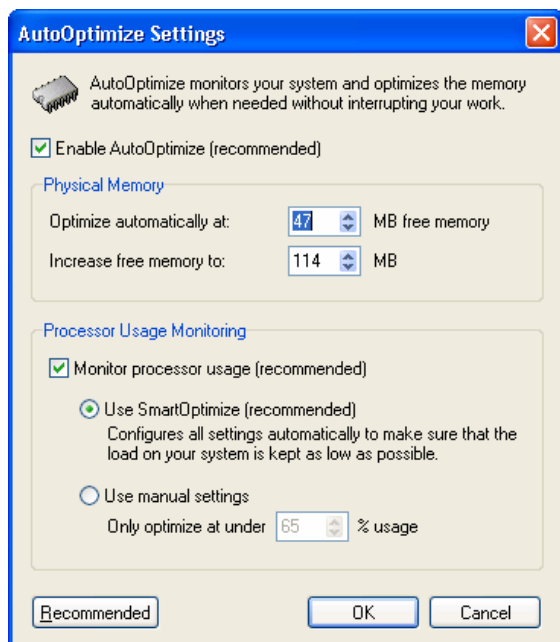 AutoOptimize Settings
AutoOptimize monitors your system and optimizes the memory
automatically when needed without interrupting your work.
Enable AutoOptimize (recommended)
Physical Memory
Optimize automatically at: 47 MB free memory
Increase free memory to: 114 MB
Processor Usage Monitoring
Monitor processor usage (recommended)
Use SmartOptimize (recommended)
Configures all settings automatically to make sure that the
load on your system is kept as low as possible.
Use manual settings
Only optimize at under 65 % usage
Recommended OK Cancel